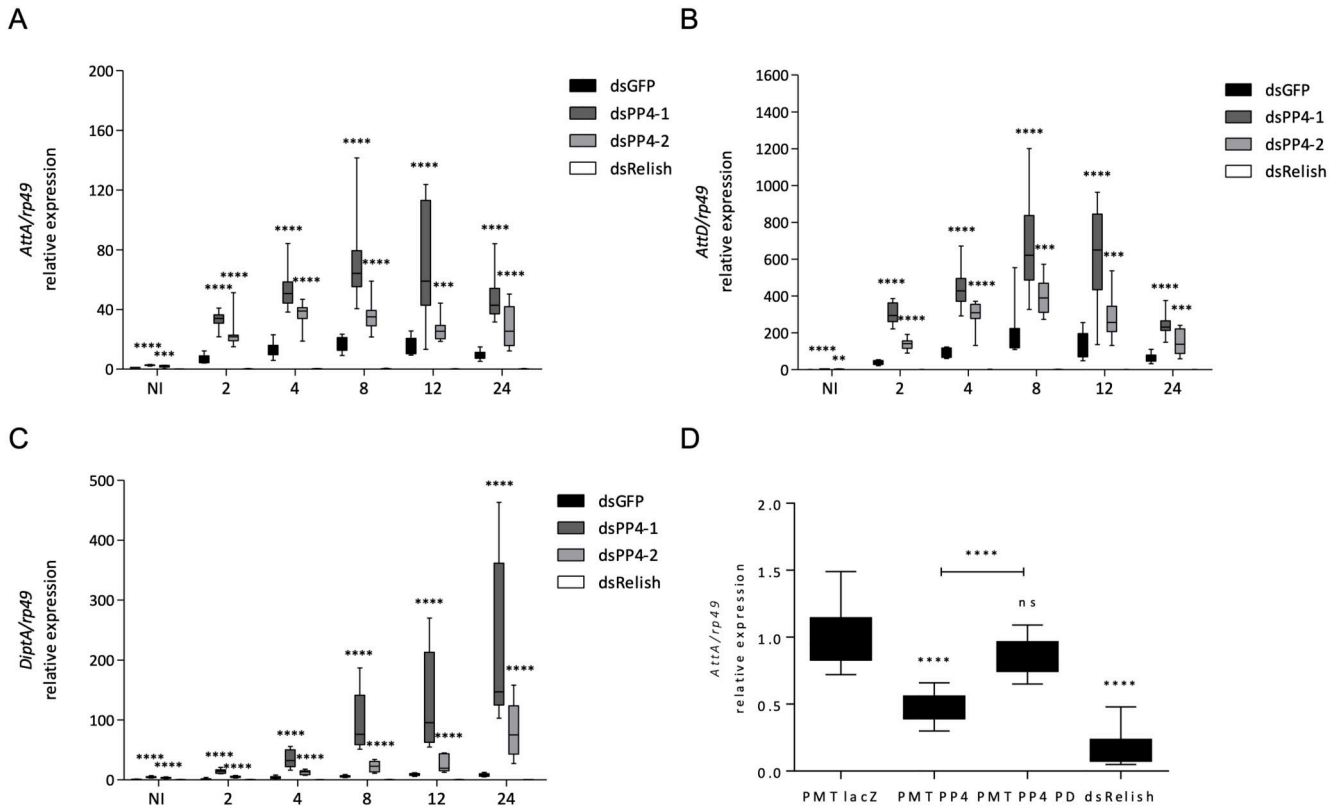 A
200
160
120
80
40
0
AttA/rp49
relative expression
**** *** **** **** **** **** **** **** **** *** **** ****
NI 2 4 8 12 24
dsGFP
dsPP4-1
dsPP4-2
dsRelish
B
1600
1400
1200
1000
800
600
400
200
0
AttD/rp49
relative expression
**** ** **** **** **** **** **** *** **** *** **** ***
NI 2 4 8 12 24
dsGFP
dsPP4-1
dsPP4-2
dsRelish
C
500
400
300
200
100
0
DiptA/rp49
relative expression
**** **** **** **** **** **** **** **** **** **** **** ****
NI 2 4 8 12 24
dsGFP
dsPP4-1
dsPP4-2
dsRelish
D
2.0
1.5
1.0
0.5
0.0
AttA/rp49
relative expression
****
**** ns ****
PMT lacZ PMT PP4 PMT PP4 PD dsRelish